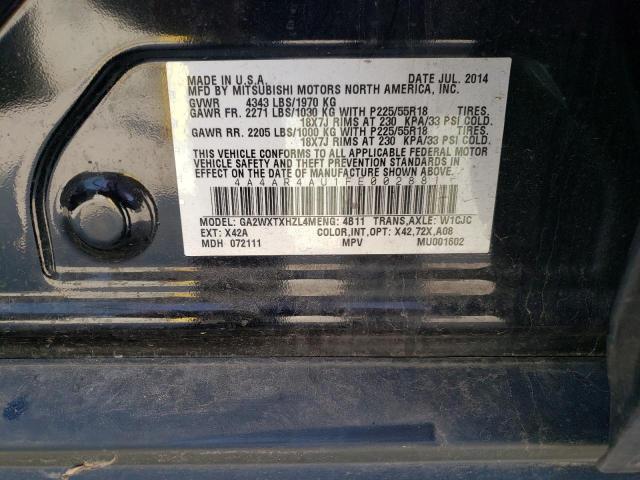 MADE IN U.S.A. DATE JUL. 2014
MFD BY MITSUBISHI MOTORS NORTH AMERICA, INC.
GVWR 4343 LBS/1970 KG
GAWR FR. 2271 LBS/1030 KG WITH P225/55R18 TIRES.
18X7J RIMS AT 230 KPA/33 PSI COLD.
GAWR RR. 2205 LBS/1000 KG WITH P225/55R18 TIRES.
18X7J RIMS AT 230 KPA/33 PSI COLD.
THIS VEHICLE CONFORMS TO ALL APPLICABLE FEDERAL MOTOR
VEHICLE SAFETY AND THEFT PREVENTION STANDARDS IN
EFFECT ON THE DATE OF MANUFACTURE SHOWN ABOVE.
MODEL: GA2WXTXHZL4MENG: 4B11 TRANS,AXLE: W1CJC
EXT: X42A COLOR,INT,OPT: X42,72X,A08
MDH 072111 MPV MU001602